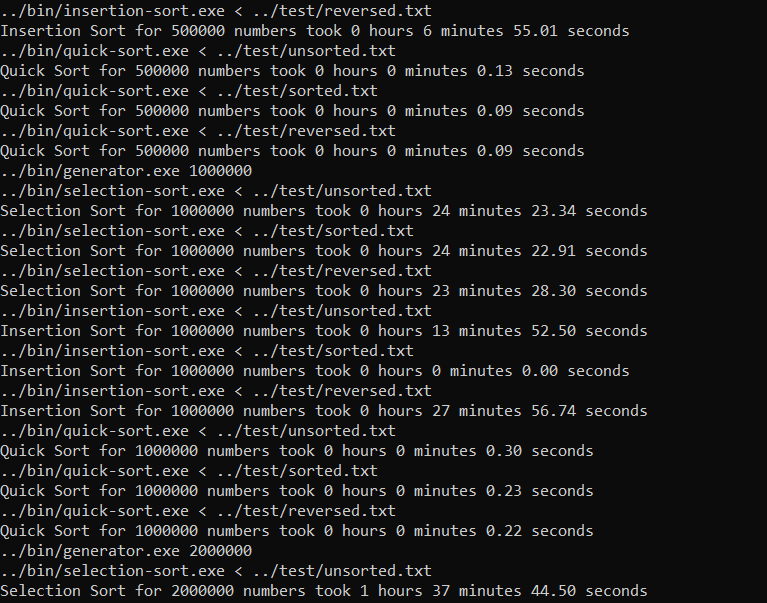 ../bin/insertion-sort.exe < ../test/reversed.txt
Insertion Sort for 500000 numbers took 0 hours 6 minutes 55.01 seconds
../bin/quick-sort.exe < ../test/unsorted.txt
Quick Sort for 500000 numbers took 0 hours 0 minutes 0.13 seconds
../bin/quick-sort.exe < ../test/sorted.txt
Quick Sort for 500000 numbers took 0 hours 0 minutes 0.09 seconds
../bin/quick-sort.exe < ../test/reversed.txt
Quick Sort for 500000 numbers took 0 hours 0 minutes 0.09 seconds
../bin/generator.exe 1000000
../bin/selection-sort.exe < ../test/unsorted.txt
Selection Sort for 1000000 numbers took 0 hours 24 minutes 23.34 seconds
../bin/selection-sort.exe < ../test/sorted.txt
Selection Sort for 1000000 numbers took 0 hours 24 minutes 22.91 seconds
../bin/selection-sort.exe < ../test/reversed.txt
Selection Sort for 1000000 numbers took 0 hours 23 minutes 28.30 seconds
../bin/insertion-sort.exe < ../test/unsorted.txt
Insertion Sort for 1000000 numbers took 0 hours 13 minutes 52.50 seconds
../bin/insertion-sort.exe < ../test/sorted.txt
Insertion Sort for 1000000 numbers took 0 hours 0 minutes 0.00 seconds
../bin/insertion-sort.exe < ../test/reversed.txt
Insertion Sort for 1000000 numbers took 0 hours 27 minutes 56.74 seconds
../bin/quick-sort.exe < ../test/unsorted.txt
Quick Sort for 1000000 numbers took 0 hours 0 minutes 0.30 seconds
../bin/quick-sort.exe < ../test/sorted.txt
Quick Sort for 1000000 numbers took 0 hours 0 minutes 0.23 seconds
../bin/quick-sort.exe < ../test/reversed.txt
Quick Sort for 1000000 numbers took 0 hours 0 minutes 0.22 seconds
../bin/generator.exe 2000000
../bin/selection-sort.exe < ../test/unsorted.txt
Selection Sort for 2000000 numbers took 1 hours 37 minutes 44.50 seconds